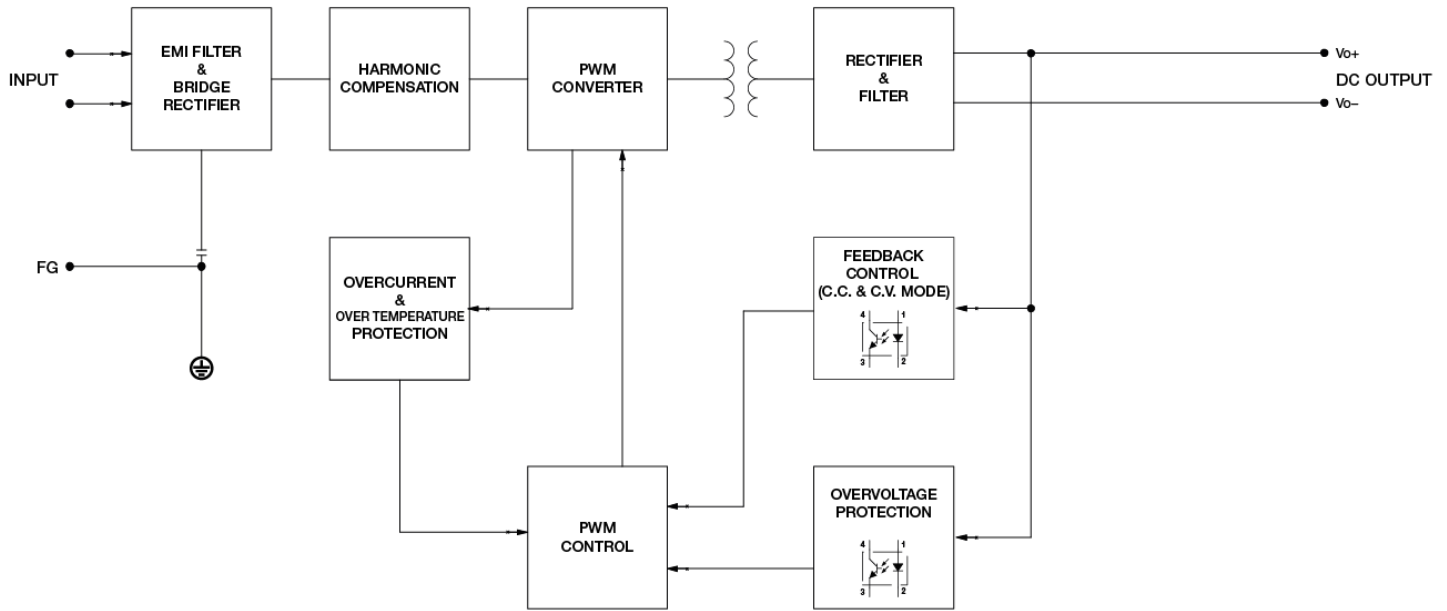 INPUT
EMI FILTER
&
BRIDGE
RECTIFIER
HARMONIC
COMPENSATION
PWM
CONVERTER
RECTIFIER
&
FILTER
Vo+
DC OUTPUT
Vo–
FG
OVERCURRENT
&
OVER TEMPERATURE
PROTECTION
FEEDBACK
CONTROL
(C.C. & C.V. MODE)
4 1
3 2
PWM
CONTROL
OVERVOLTAGE
PROTECTION
4 1
3 2